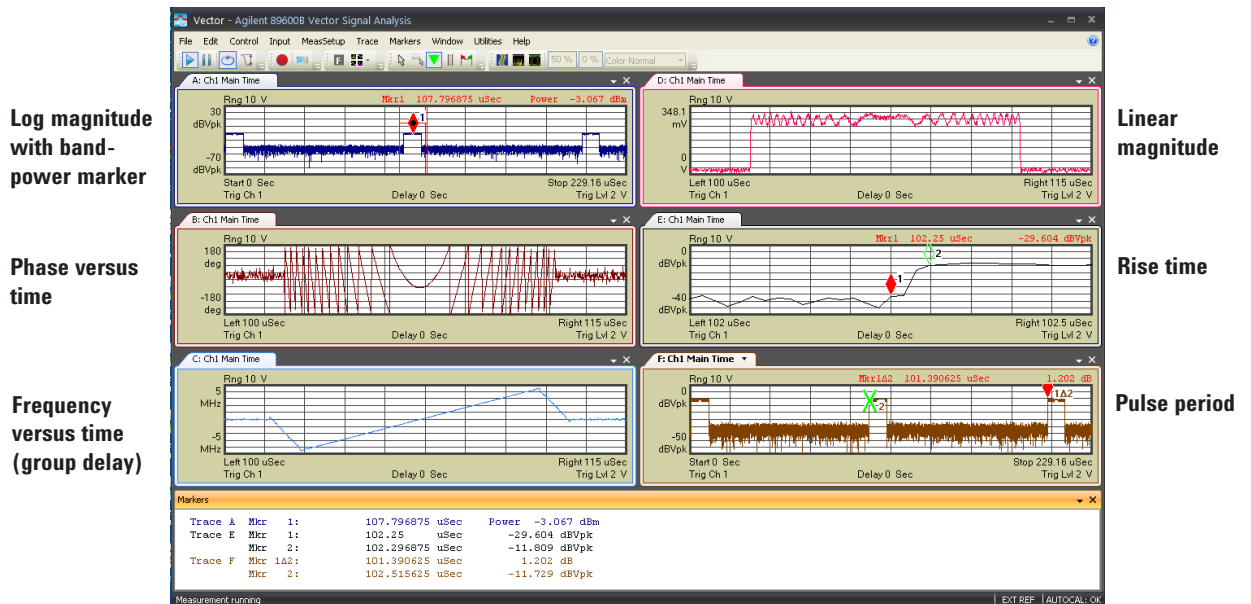 Vector - Agilent 89600B Vector Signal Analysis
File Edit Control Input MeasSetup Trace Markers Window Utilities Help
50 % 0 % Color Normal
Log magnitude
with band-
power marker
A: Ch1 Main Time
Rng 10 V Mkr1 107.796875 uSec Power -3.067 dBm
30
dBVpk
1
-70
dBVpk
Start 0 Sec Stop 229.16 uSec
Trig Ch 1 Delay 0 Sec Trig Lvl 2 V
D: Ch1 Main Time
Rng 10 V
348.1
mV
0
V
Left 100 uSec Right 115 uSec
Trig Ch 1 Delay 0 Sec Trig Lvl 2 V
Linear
magnitude
Phase versus
time
B: Ch1 Main Time
Rng 10 V
180
deg
-180
deg
Left 100 uSec Right 115 uSec
Trig Ch 1 Delay 0 Sec Trig Lvl 2 V
E: Ch1 Main Time
Rng 10 V Mkr1 102.25 uSec -29.604 dBVpk
0
dBVpk
2
1
-40
dBVpk
Left 102 uSec Right 102.5 uSec
Trig Ch 1 Delay 0 Sec Trig Lvl 2 V
Rise time
Frequency
versus time
(group delay)
C: Ch1 Main Time
Rng 10 V
5
MHz
-5
MHz
Left 100 uSec Right 115 uSec
Trig Ch 1 Delay 0 Sec Trig Lvl 2 V
F: Ch1 Main Time
Rng 10 V Mkr1Δ2 101.390625 uSec 1.202 dB
0
dBVpk
2
1Δ2
-50
dBVpk
Start 0 Sec Stop 229.16 uSec
Trig Ch 1 Delay 0 Sec Trig Lvl 2 V
Pulse period
Markers
Trace A Mkr 1: 107.796875 uSec Power -3.067 dBm
Trace E Mkr 1: 102.25 uSec -29.604 dBVpk
Mkr 2: 102.296875 uSec -11.809 dBVpk
Trace F Mkr 1Δ2: 101.390625 uSec 1.202 dB
Mkr 2: 102.515625 uSec -11.729 dBVpk
Measurement running EXT REF AUTOCAL: OK